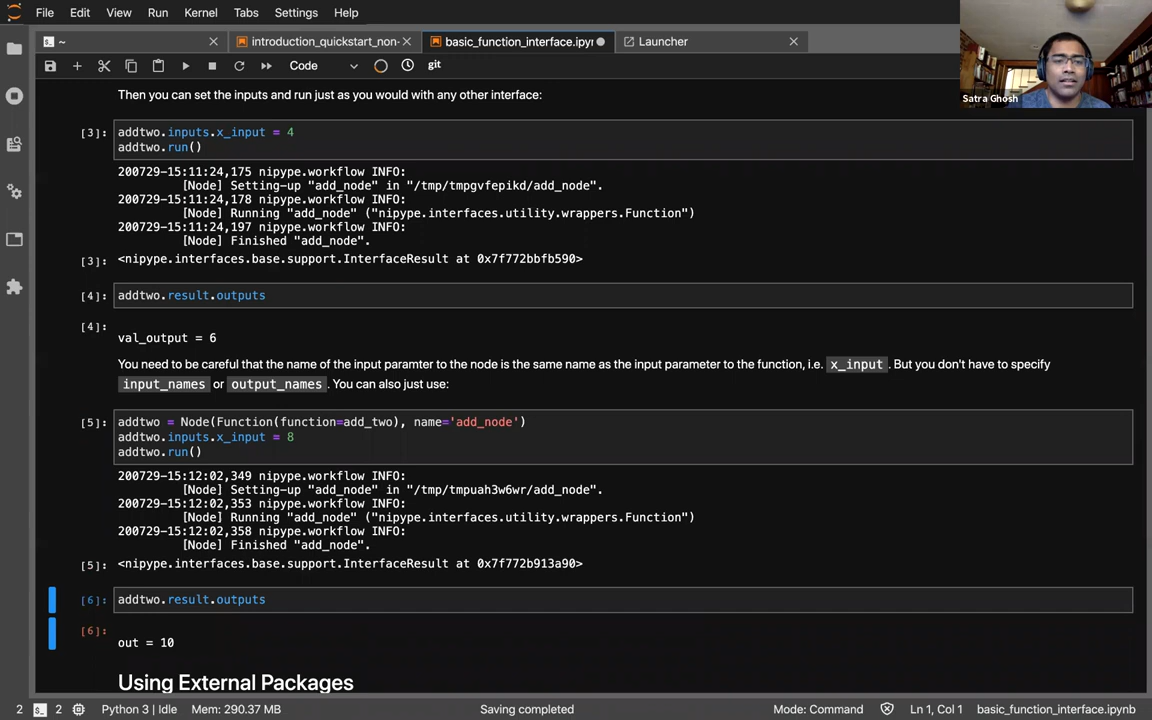 File Edit View Run Kernel Tabs Settings Help
~ introduction_quickstart_non- basic_function_interface.ipyn Launcher
Code git
Satra Ghosh
Then you can set the inputs and run just as you would with any other interface:
[3]: addtwo.inputs.x_input = 4
addtwo.run()
200729-15:11:24,175 nipype.workflow INFO:
[Node] Setting-up "add_node" in "/tmp/tmpgvfepikd/add_node".
200729-15:11:24,178 nipype.workflow INFO:
[Node] Running "add_node" ("nipype.interfaces.utility.wrappers.Function")
200729-15:11:24,197 nipype.workflow INFO:
[Node] Finished "add_node".
[3]: <nipype.interfaces.base.support.InterfaceResult at 0x7f772bbfb590>
[4]: addtwo.result.outputs
[4]:
val_output = 6
You need to be careful that the name of the input paramter to the node is the same name as the input parameter to the function, i.e. x_input . But you don't have to specify
input_names or output_names . You can also just use:
[5]: addtwo = Node(Function(function=add_two), name='add_node')
addtwo.inputs.x_input = 8
addtwo.run()
200729-15:12:02,349 nipype.workflow INFO:
[Node] Setting-up "add_node" in "/tmp/tmpuah3w6wr/add_node".
200729-15:12:02,353 nipype.workflow INFO:
[Node] Running "add_node" ("nipype.interfaces.utility.wrappers.Function")
200729-15:12:02,358 nipype.workflow INFO:
[Node] Finished "add_node".
[5]: <nipype.interfaces.base.support.InterfaceResult at 0x7f772b913a90>
[6]: addtwo.result.outputs
[6]:
out = 10
Using External Packages
2 $_ 2 Python 3 | Idle Mem: 290.37 MB Saving completed Mode: Command Ln 1, Col 1 basic_function_interface.ipynb